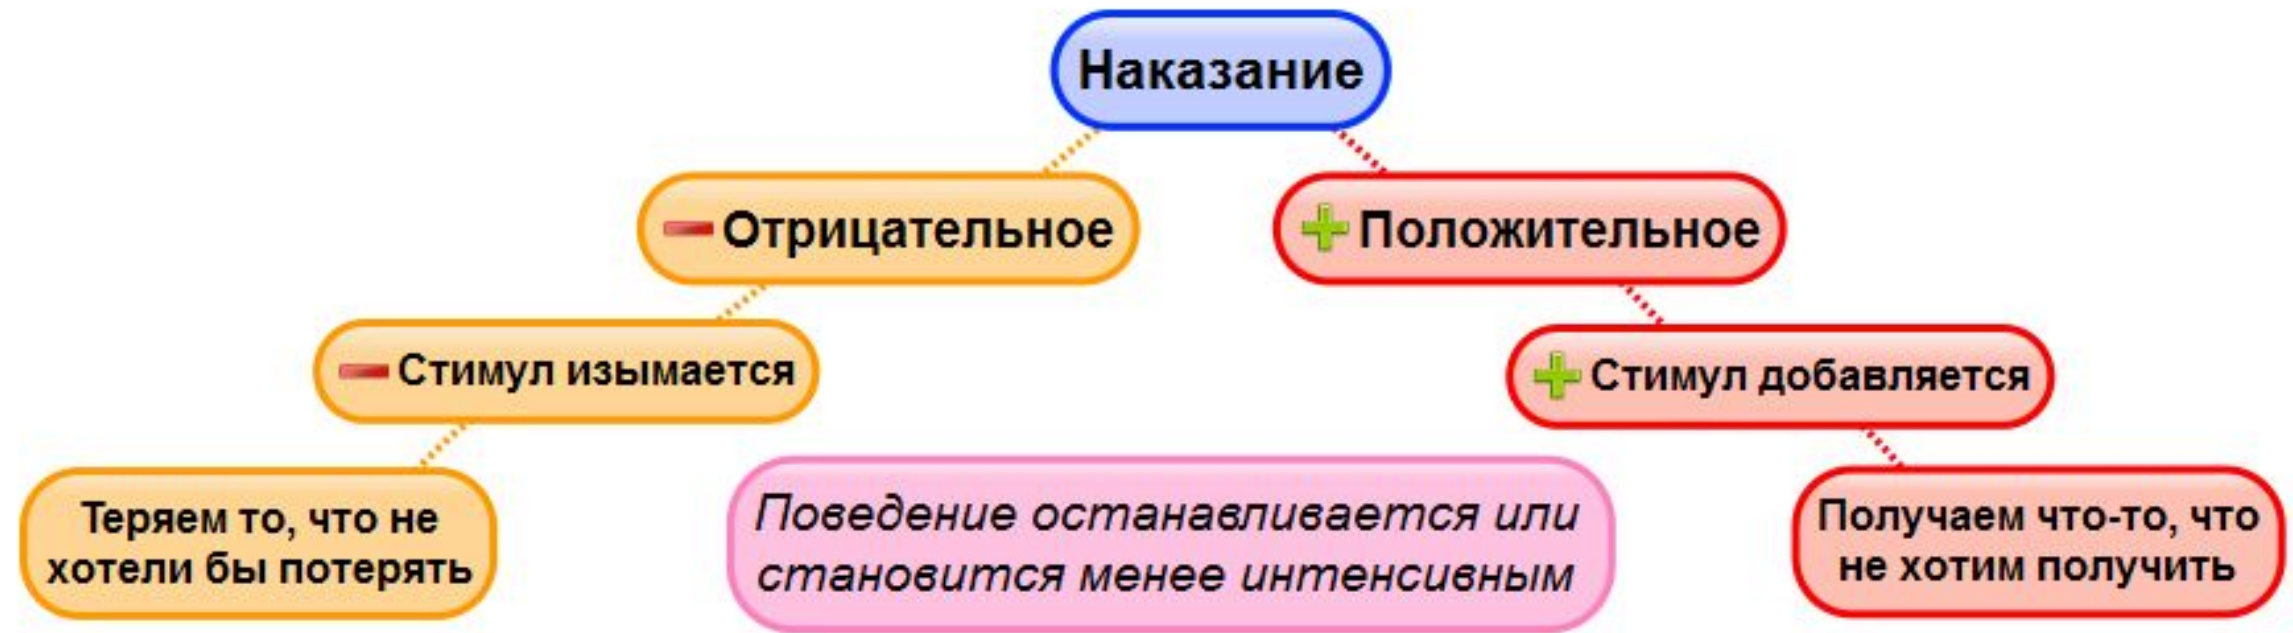 Наказание
Отрицательное
Положительное
Стимул изымается
Стимул добавляется
Теряем то, что не
хотели бы потерять
Поведение останавливается или
становится менее интенсивным
Получаем что-то, что
не хотим получить